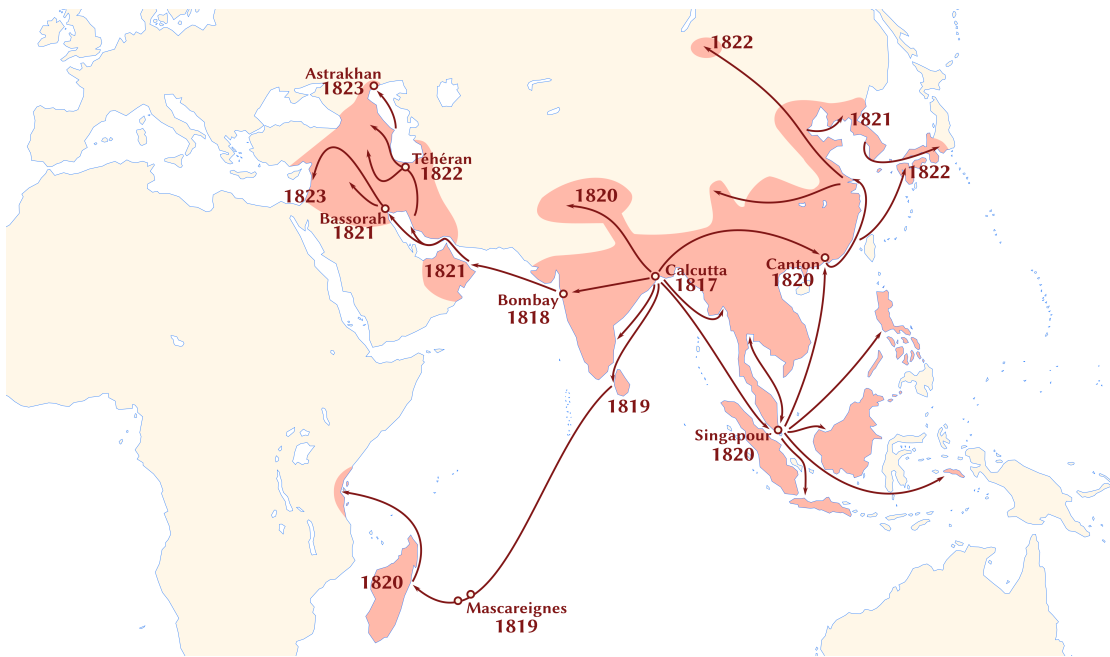 1822
Astrakhan
1823
1821
Téhéran
1822
1822
1823
1820
Bassorah
1821
1821
Calcutta
1817
Canton
1820
Bombay
1818
1819
Singapour
1820
1820
Mascareignes
1819